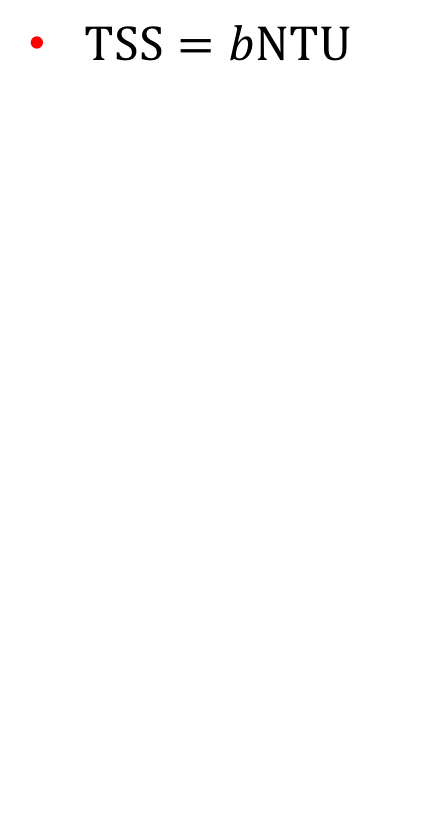 • TSS = bNTU